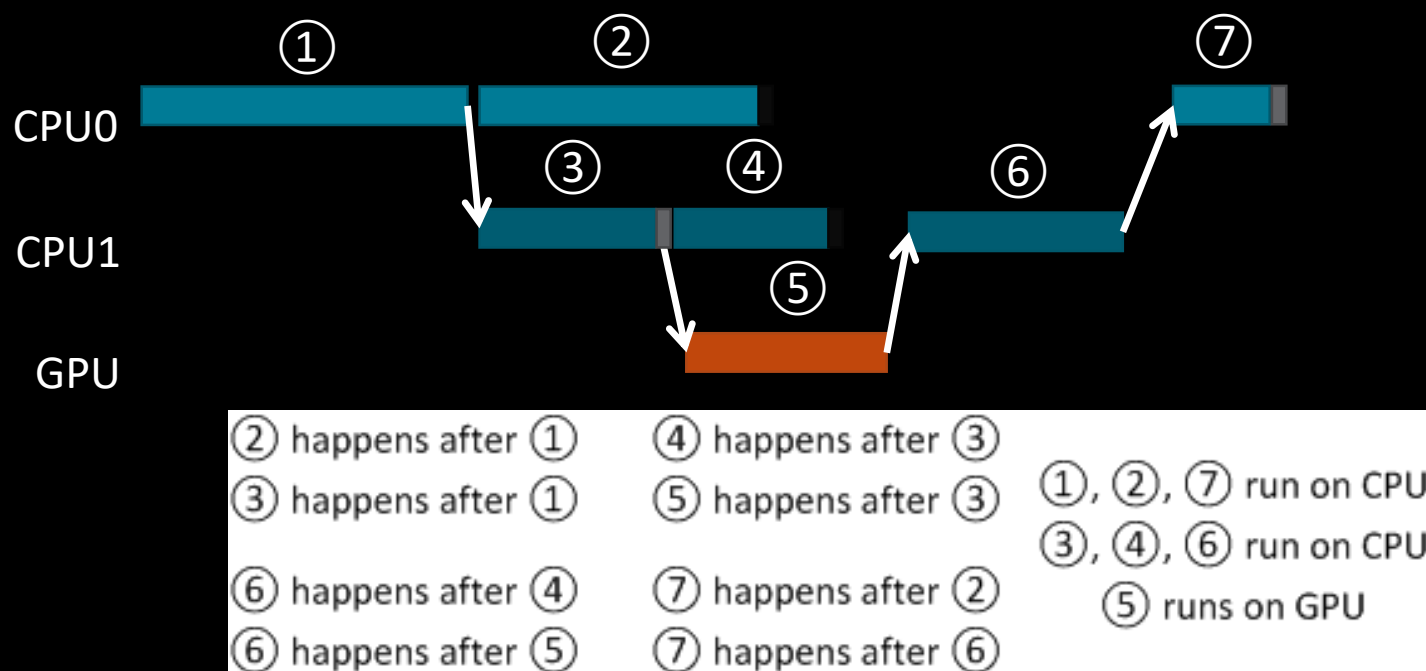 ① ② ⑦
CPU0
③ ④ ⑥
CPU1
⑤
GPU
② happens after ① ④ happens after ③
③ happens after ① ⑤ happens after ③
①, ②, ⑦ run on CPU
③, ④, ⑥ run on CPU
⑥ happens after ④ ⑦ happens after ②
⑤ runs on GPU
⑥ happens after ⑤ ⑦ happens after ⑥